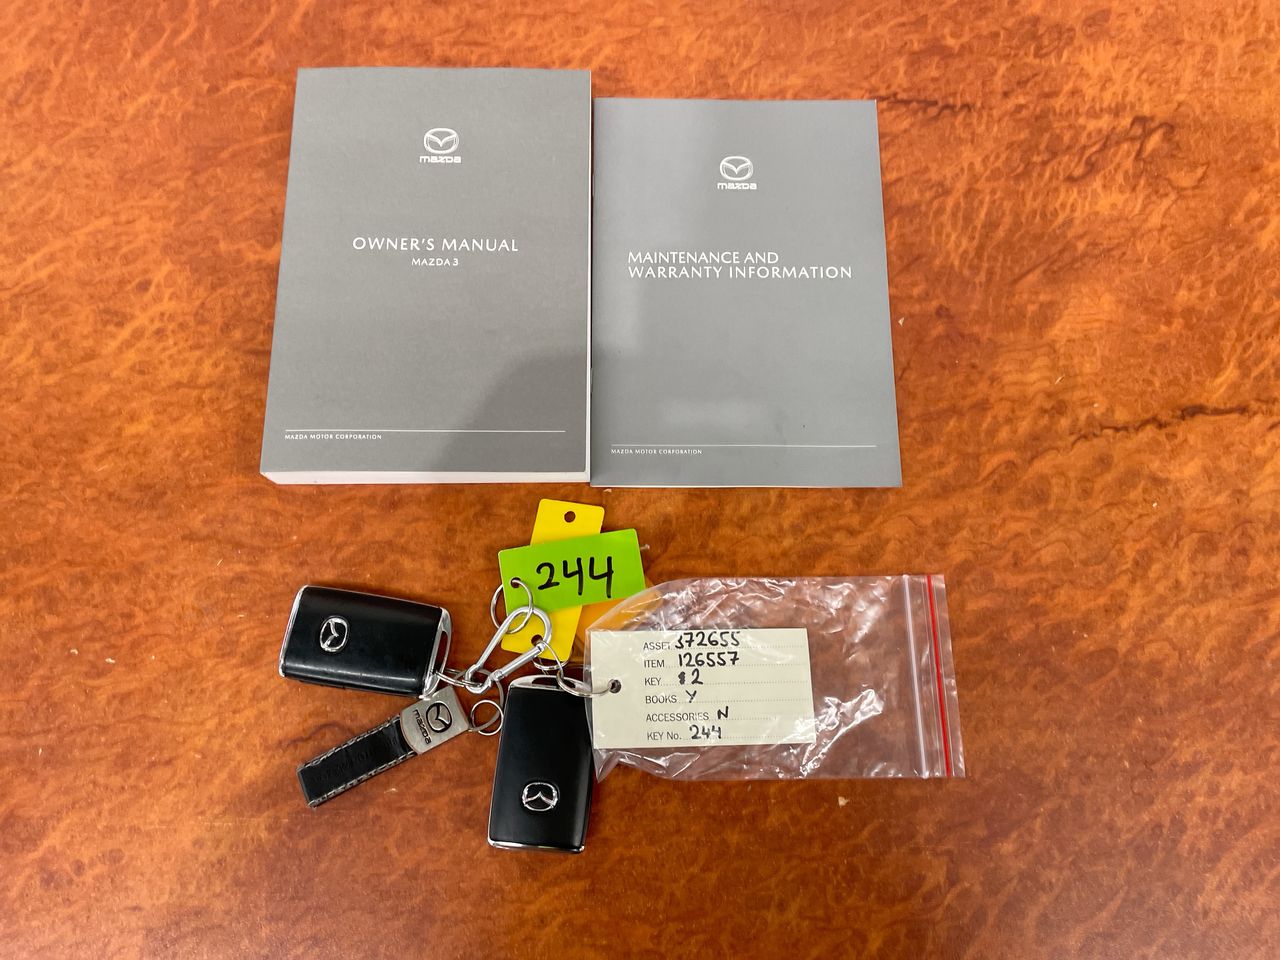 mazda
OWNER'S MANUAL
MAZDA 3
MAZDA MOTOR CORPORATION
mazda
MAINTENANCE AND
WARRANTY INFORMATION
MAZDA MOTOR CORPORATION
244
ASSET 372655
ITEM 126557
KEY 2
BOOKS Y
ACCESSORIES N
KEY No. 244
mazda